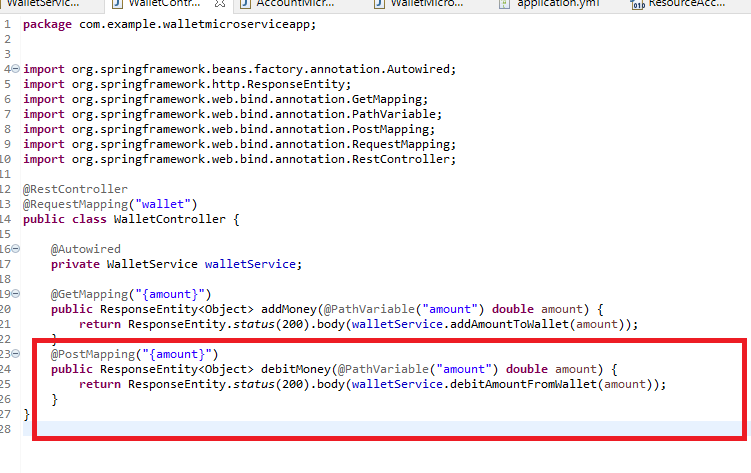 WalletServic... WalletContr... AccountMicr... WalletMicro... application.yml ResourceAcc...
1 package com.example.walletmicroserviceapp;
2
3
4 import org.springframework.beans.factory.annotation.Autowired;
5 import org.springframework.http.ResponseEntity;
6 import org.springframework.web.bind.annotation.GetMapping;
7 import org.springframework.web.bind.annotation.PathVariable;
8 import org.springframework.web.bind.annotation.PostMapping;
9 import org.springframework.web.bind.annotation.RequestMapping;
10 import org.springframework.web.bind.annotation.RestController;
11
12 @RestController
13 @RequestMapping("wallet")
14 public class WalletController {
15
16 @Autowired
17 private WalletService walletService;
18
19 @GetMapping("{amount}")
20 public ResponseEntity<Object> addMoney(@PathVariable("amount") double amount) {
21 return ResponseEntity.status(200).body(walletService.addAmountToWallet(amount));
22 }
23 @PostMapping("{amount}")
24 public ResponseEntity<Object> debitMoney(@PathVariable("amount") double amount) {
25 return ResponseEntity.status(200).body(walletService.debitAmountFromWallet(amount));
26 }
27 }
28